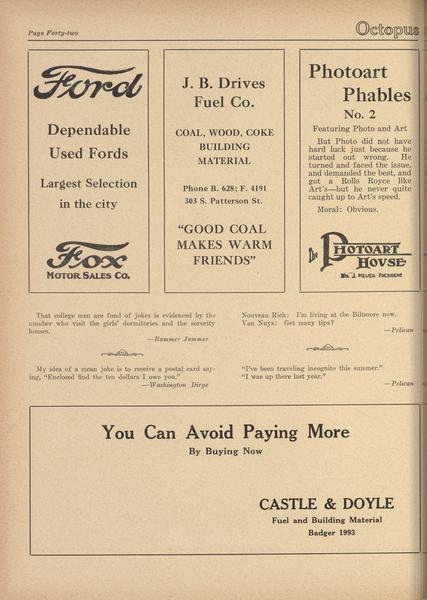 Page Forty-two
Octopus
Ford
Dependable
Used Fords
Largest Selection
in the city
Fox
MOTOR SALES CO.
J. B. Drives
Fuel Co.
COAL, WOOD, COKE
BUILDING
MATERIAL
Phone B. 628; F. 4191
303 S. Patterson St.
"GOOD COAL
MAKES WARM
FRIENDS"
Photoart
Phables
No. 2
Featuring Photo and Art
But Photo did not have
hard luck just because he
started out wrong. He
turned and faced the issue,
and demanded the best, and
got a Rolls Royce like
Art's—but he never quite
caught up to Art's speed.
Moral: Obvious.
The PHOTOART
HOVSE
WM. J. MEUER, PRESIDENT
That college men are fond of jokes is evidenced by the
number who visit the girls' dormitories and the sorority
houses.
—Rammer Jammer
My idea of a mean joke is to receive a postal card say-
ing, "Enclosed find the ten dollars I owe you."
—Washington Dirge
Nouveau Rich: I'm living at the Biltmore now.
Van Nuys: Get many tips?
—Pelican
"I've been traveling incognito this summer."
"I was up there last year."
—Pelican
You Can Avoid Paying More
By Buying Now
CASTLE & DOYLE
Fuel and Building Material
Badger 1993